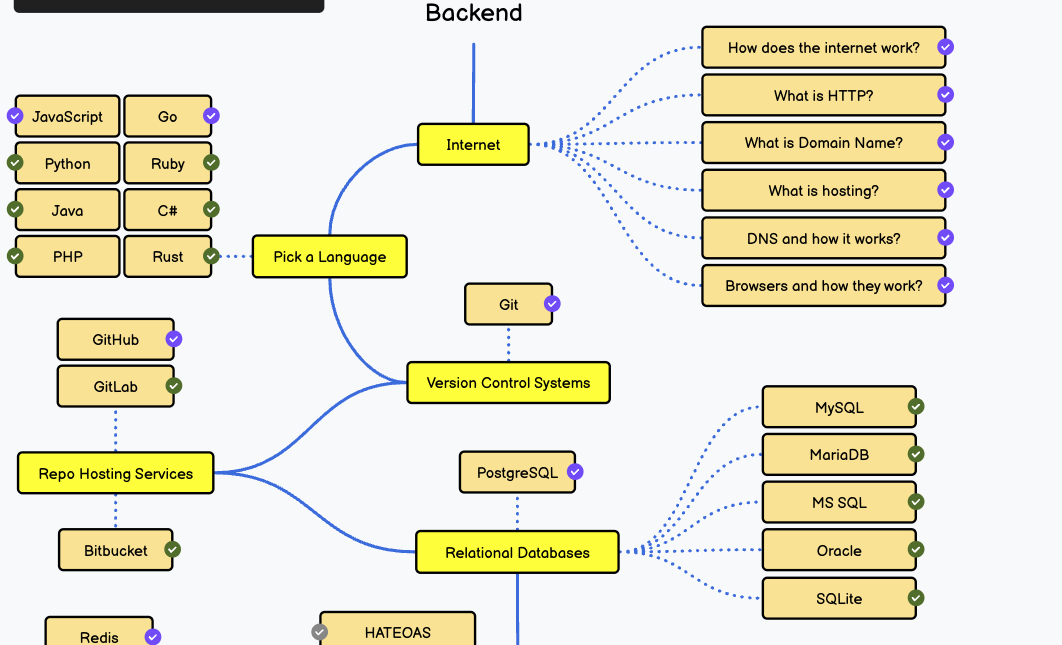 Backend
How does the internet work?
What is HTTP?
What is Domain Name?
What is hosting?
DNS and how it works?
Browsers and how they work?
Internet
JavaScript
Go
Python
Ruby
Java
C#
PHP
Rust
Pick a Language
Git
Version Control Systems
GitHub
GitLab
Repo Hosting Services
Bitbucket
PostgreSQL
Relational Databases
MySQL
MariaDB
MS SQL
Oracle
SQLite
Redis
HATEOAS